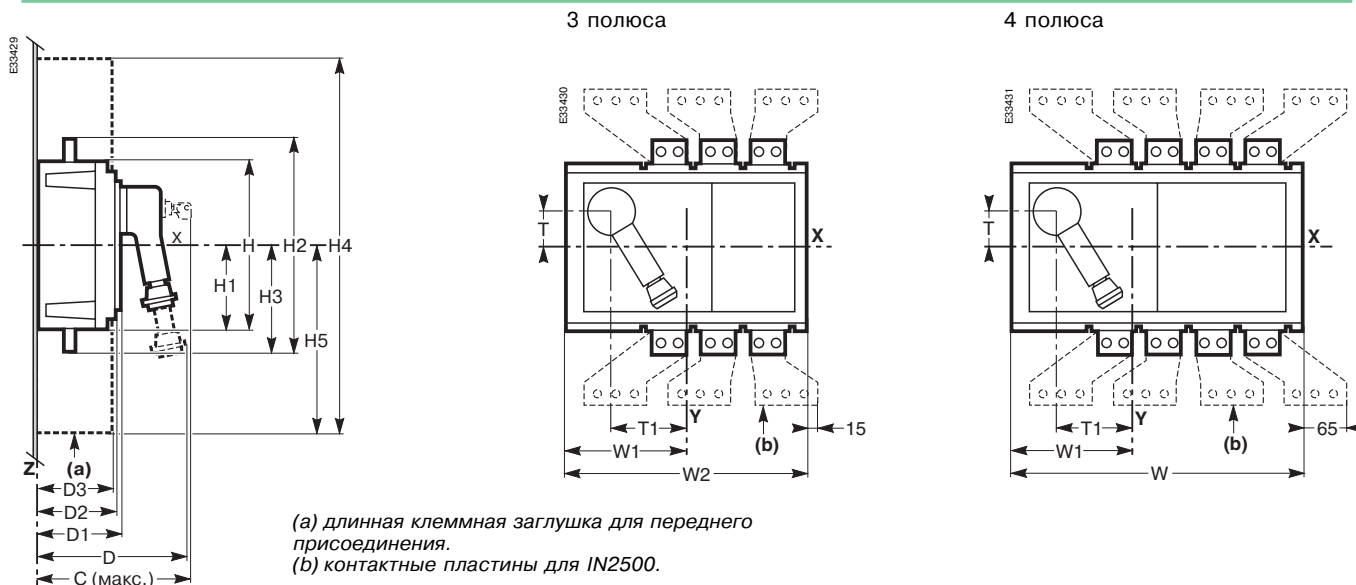 3 полюса
4 полюса
E33429
E33430
E33431
X
H
H1
H2
H3
H4
H5
Z
(a)
D3
D2
D1
D
C (макс.)
T
X
Y
T1
(b)
15
W1
W2
T
X
Y
T1
(b)
65
W1
W
(a) длинная клеммная заглушка для переднего
присоединения.
(b) контактные пластины для IN2500.